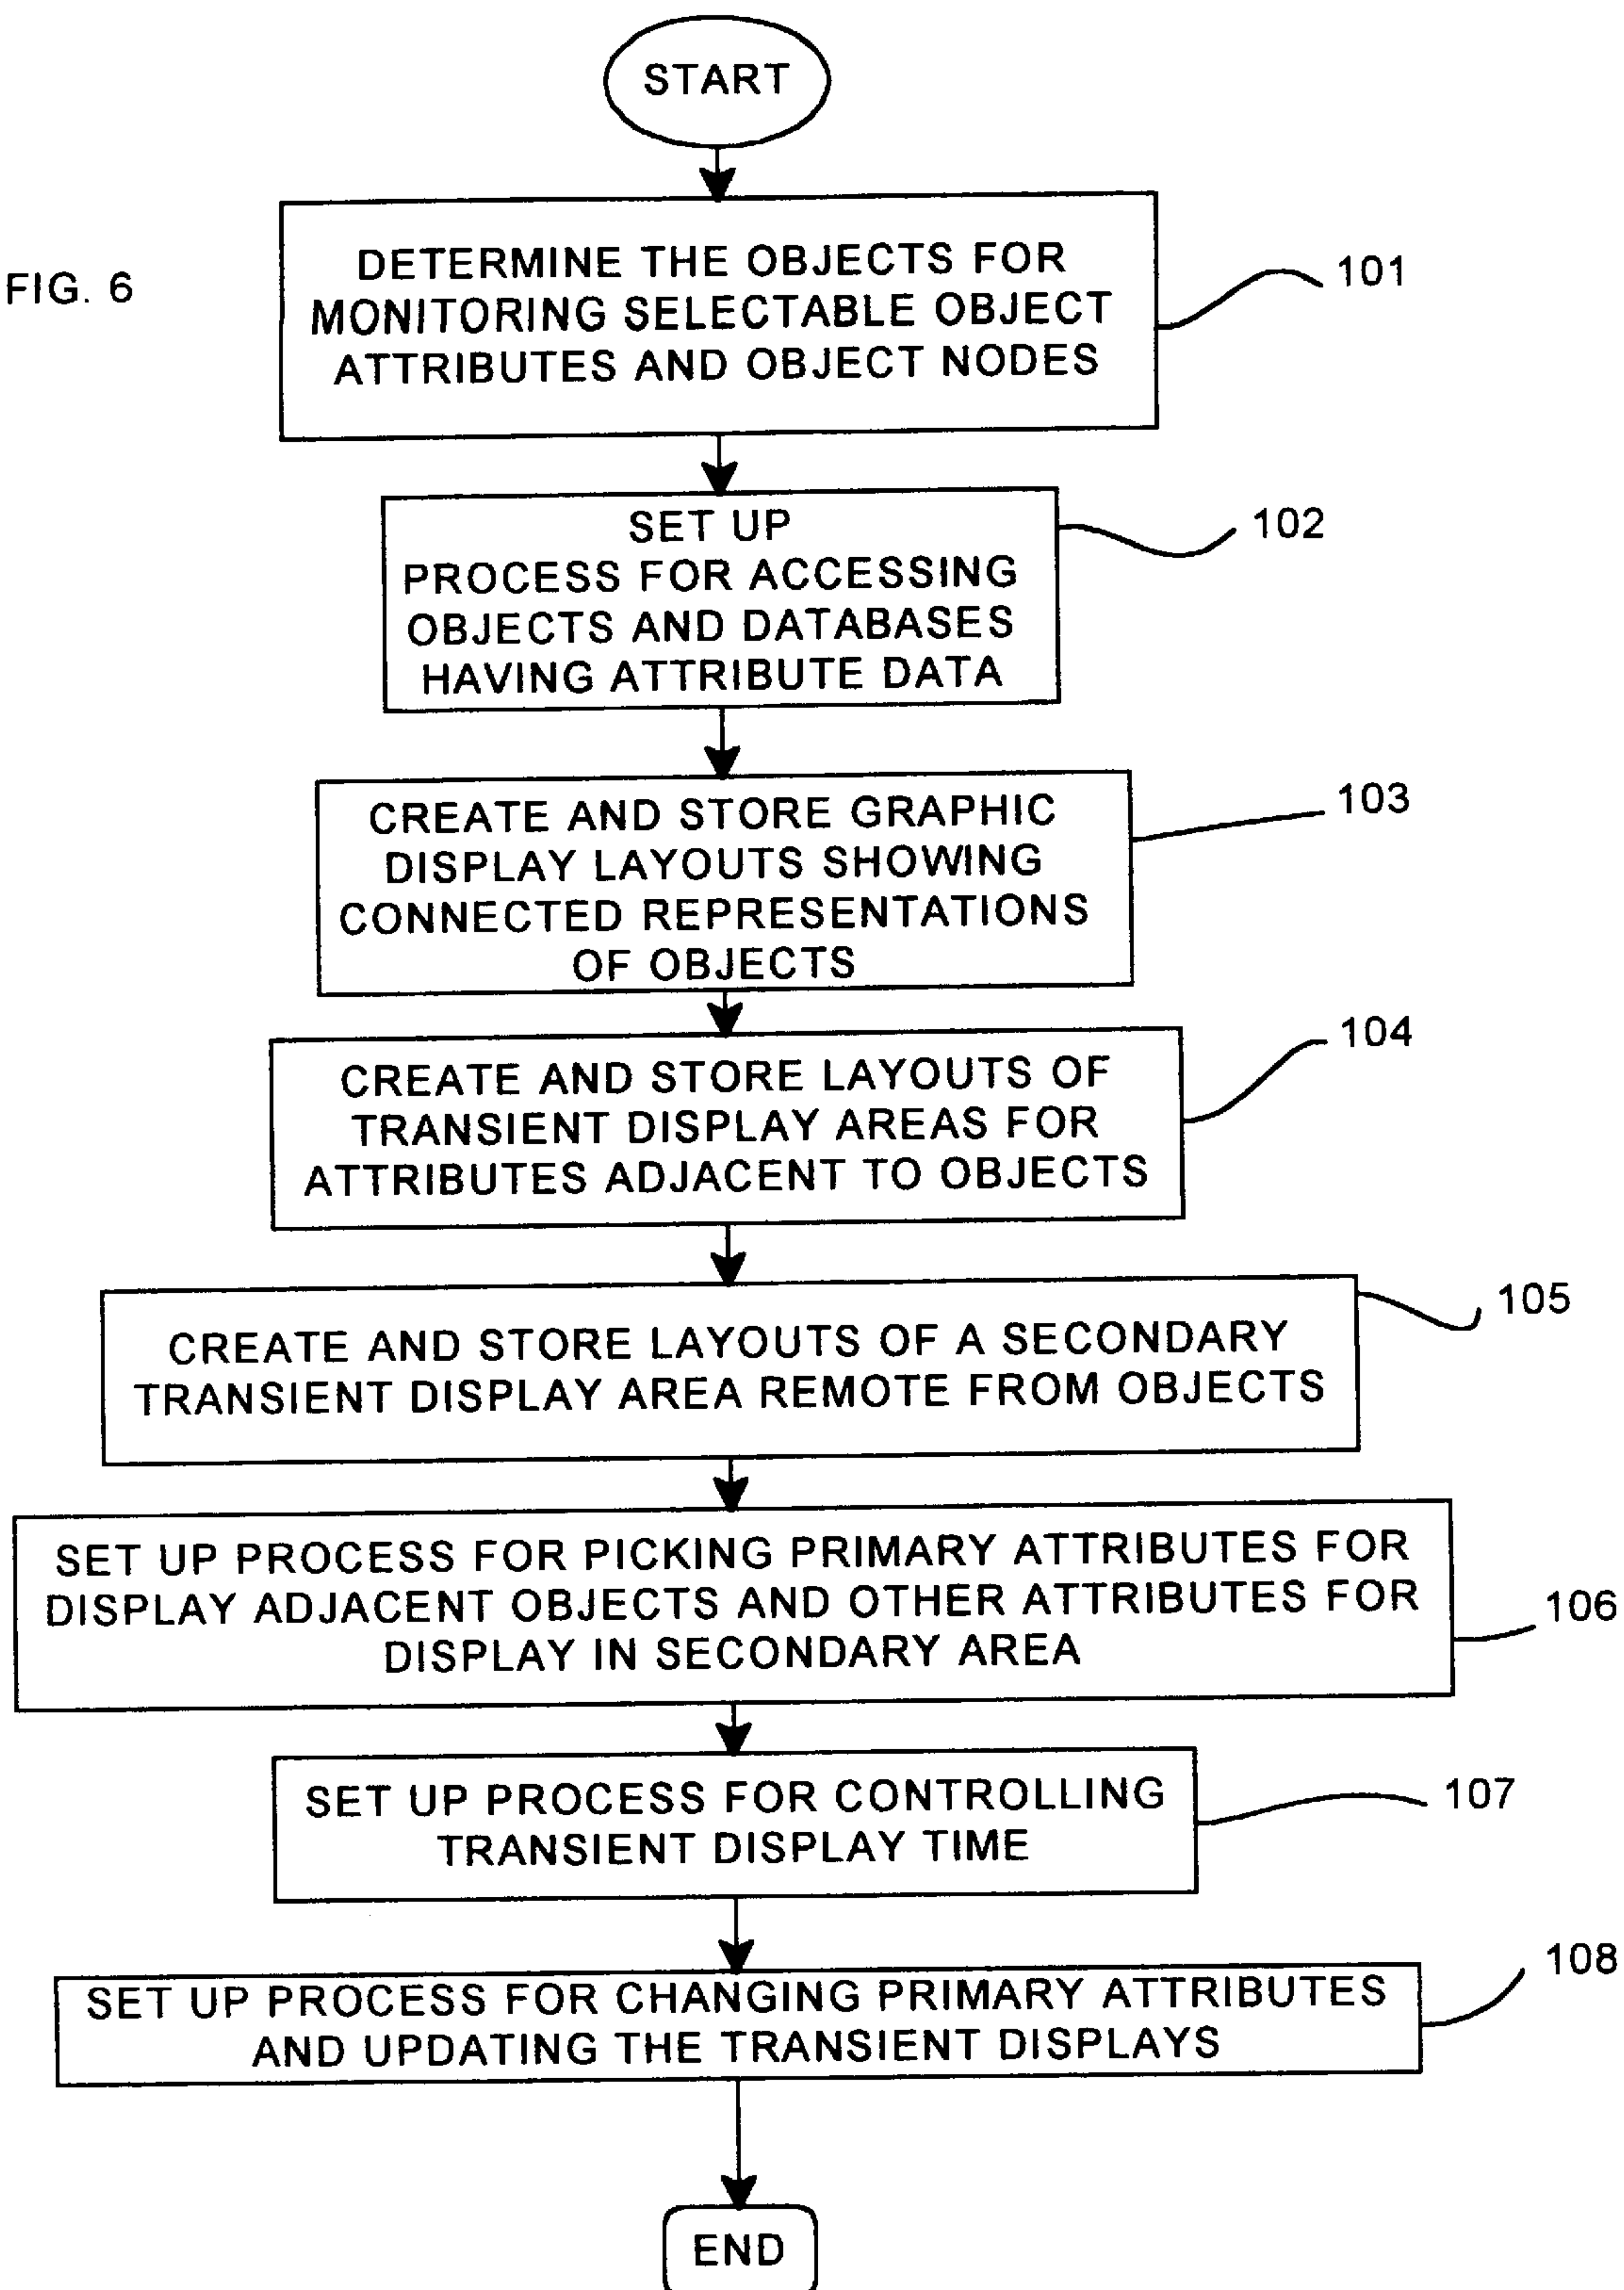 START
FIG. 6
DETERMINE THE OBJECTS FOR
MONITORING SELECTABLE OBJECT
ATTRIBUTES AND OBJECT NODES
101
SET UP
PROCESS FOR ACCESSING
OBJECTS AND DATABASES
HAVING ATTRIBUTE DATA
102
CREATE AND STORE GRAPHIC
DISPLAY LAYOUTS SHOWING
CONNECTED REPRESENTATIONS
OF OBJECTS
103
CREATE AND STORE LAYOUTS OF
TRANSIENT DISPLAY AREAS FOR
ATTRIBUTES ADJACENT TO OBJECTS
104
CREATE AND STORE LAYOUTS OF A SECONDARY
TRANSIENT DISPLAY AREA REMOTE FROM OBJECTS
105
SET UP PROCESS FOR PICKING PRIMARY ATTRIBUTES FOR
DISPLAY ADJACENT OBJECTS AND OTHER ATTRIBUTES FOR
DISPLAY IN SECONDARY AREA
106
SET UP PROCESS FOR CONTROLLING
TRANSIENT DISPLAY TIME
107
SET UP PROCESS FOR CHANGING PRIMARY ATTRIBUTES
AND UPDATING THE TRANSIENT DISPLAYS
108
END